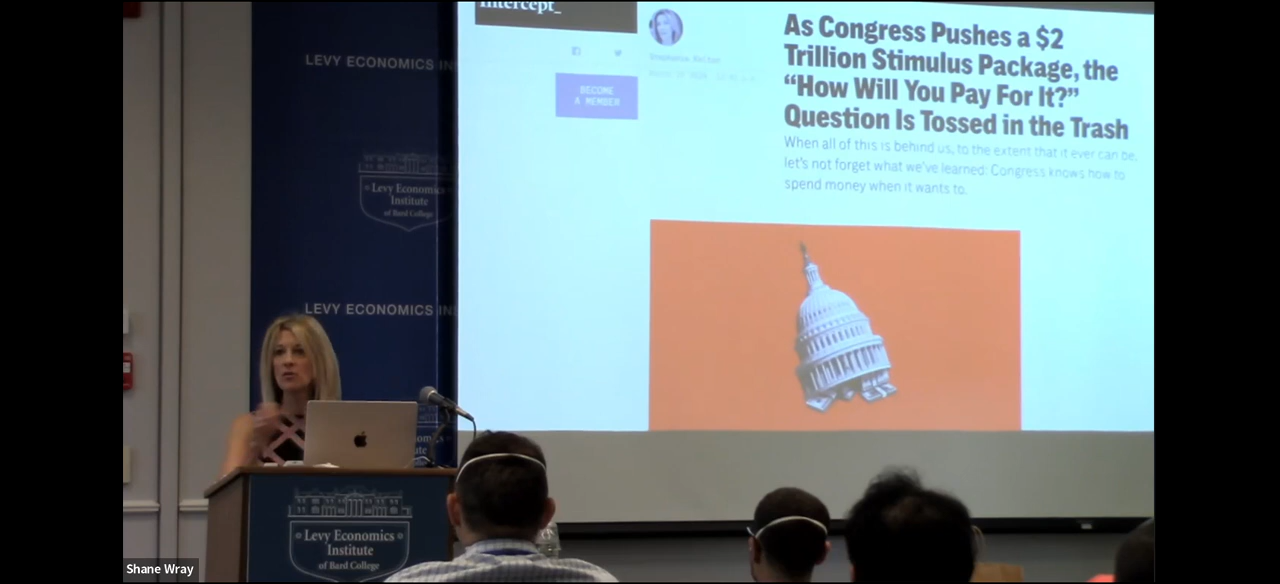 Intercept_
LEVY ECONOMICS IN
BECOME
A MEMBER
As Congress Pushes a $2
Trillion Stimulus Package, the
“How Will You Pay For It?”
Question Is Tossed in the Trash
When all of this is behind us, to the extent that it ever can be,
let's not forget what we've learned: Congress knows how to
spend money when it wants to.
Levy Economics
Institute
of Bard College
LEVY ECONOMICS IN
Levy Economics
Institute
of Bard College
Shane Wray